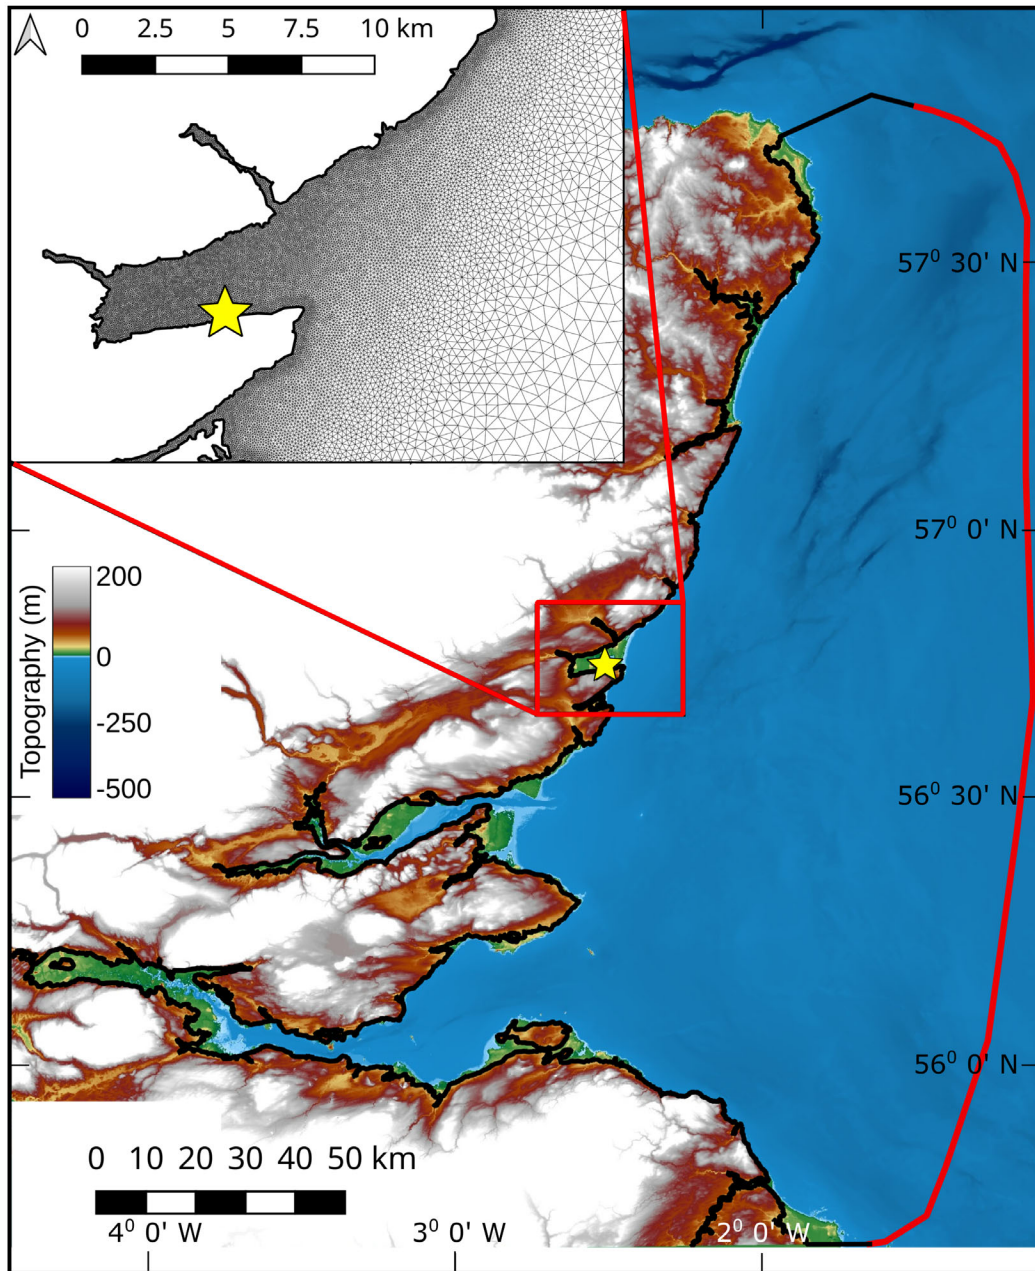 0 2.5 5 7.5 10 km
57⁰ 30' N
57⁰ 0' N
Topography (m)
200
0
-250
-500
56⁰ 30' N
56⁰ 0' N
0 10 20 30 40 50 km
4⁰ 0' W 3⁰ 0' W 2⁰ 0' W